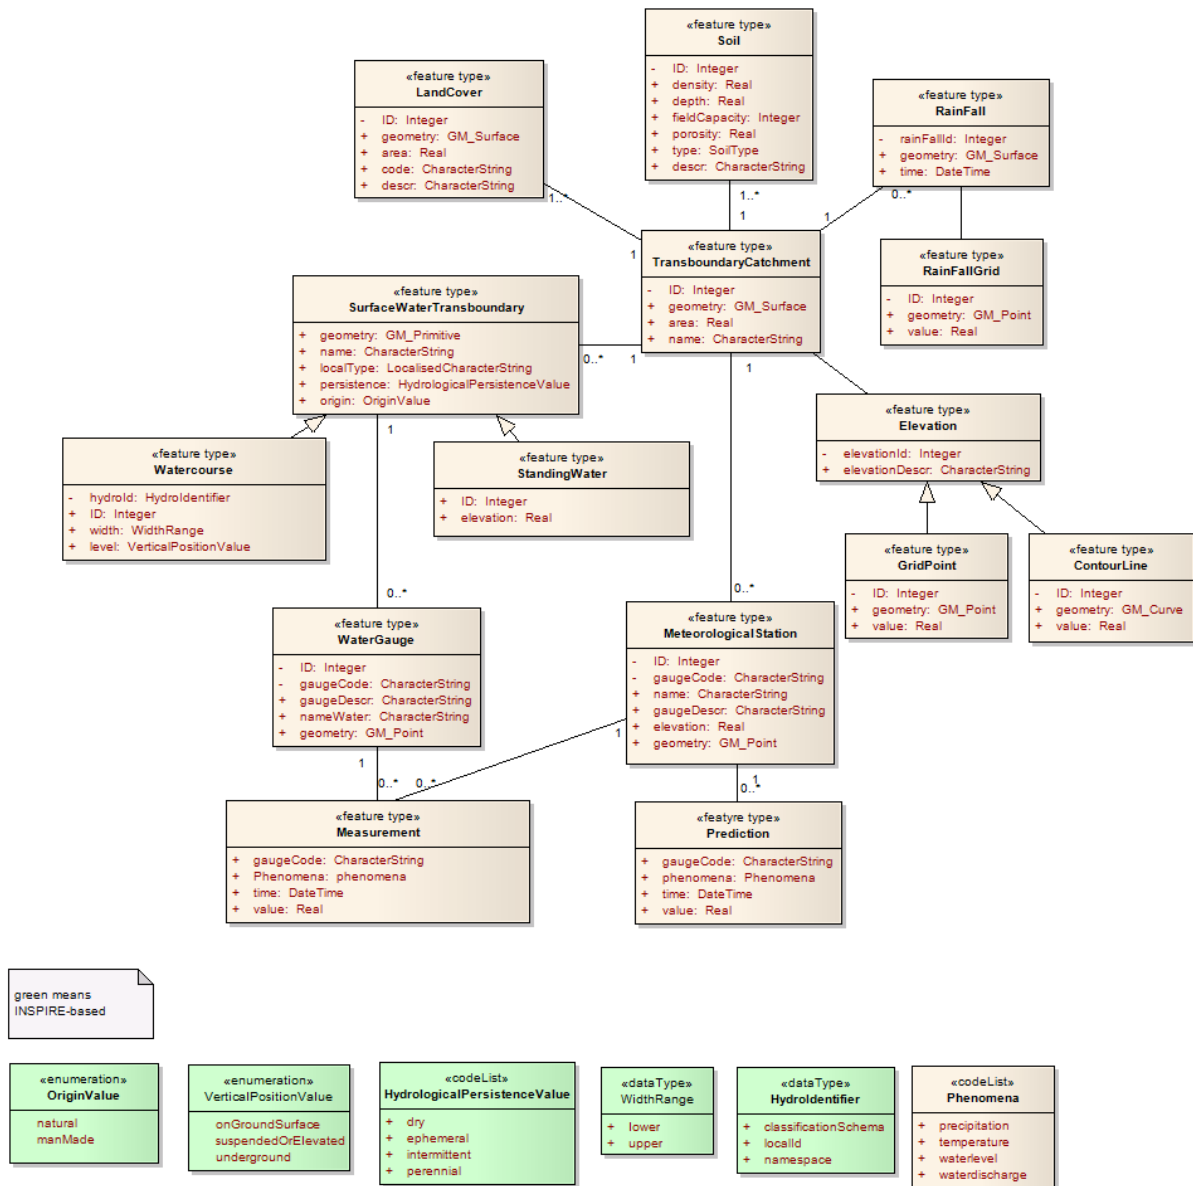 «feature type»
Soil
- ID: Integer
+ density: Real
+ depth: Real
+ fieldCapacity: Integer
+ porosity: Real
+ type: SoilType
+ descr: CharacterString
«feature type»
LandCover
- ID: Integer
+ geometry: GM_Surface
+ area: Real
+ code: CharacterString
+ descr: CharacterString
«feature type»
RainFall
- rainFallId: Integer
+ geometry: GM_Surface
+ time: DateTime
1..*
1..*
0..*
1
1
1
«feature type»
TransboundaryCatchment
- ID: Integer
+ geometry: GM_Surface
+ area: Real
+ name: CharacterString
«feature type»
RainFallGrid
- ID: Integer
+ geometry: GM_Point
+ value: Real
«feature type»
SurfaceWaterTransboundary
+ geometry: GM_Primitive
+ name: CharacterString
+ localType: LocalisedCharacterString
+ persistence: HydrologicalPersistenceValue
+ origin: OriginValue
0..*
1
1
1
«feature type»
Elevation
- elevationId: Integer
+ elevationDescr: CharacterString
«feature type»
Watercourse
- hydroId: HydroIdentifier
+ ID: Integer
+ width: WidthRange
+ level: VerticalPositionValue
«feature type»
StandingWater
+ ID: Integer
+ elevation: Real
«feature type»
GridPoint
- ID: Integer
+ geometry: GM_Point
+ value: Real
«feature type»
ContourLine
- ID: Integer
+ geometry: GM_Curve
+ value: Real
0..*
0..*
«feature type»
WaterGauge
- ID: Integer
- gaugeCode: CharacterString
+ gaugeDescr: CharacterString
+ nameWater: CharacterString
+ geometry: GM_Point
«feature type»
MeteorologicalStation
- ID: Integer
- gaugeCode: CharacterString
+ name: CharacterString
+ gaugeDescr: CharacterString
+ elevation: Real
+ geometry: GM_Point
1
1
0..*
0..*
1
0..*
«feature type»
Measurement
+ gaugeCode: CharacterString
+ Phenomena: phenomena
+ time: DateTime
+ value: Real
«featyre type»
Prediction
+ gaugeCode: CharacterString
+ phenomena: Phenomena
+ time: DateTime
+ value: Real
green means
INSPIRE-based
«enumeration»
OriginValue
natural
manMade
«enumeration»
VerticalPositionValue
onGroundSurface
suspendedOrElevated
underground
«codeList»
HydrologicalPersistenceValue
+ dry
+ ephemeral
+ intermittent
+ perennial
«dataType»
WidthRange
+ lower
+ upper
«dataType»
HydroIdentifier
+ classificationSchema
+ localId
+ namespace
«codeList»
Phenomena
+ precipitation
+ temperature
+ waterlevel
+ waterdischarge